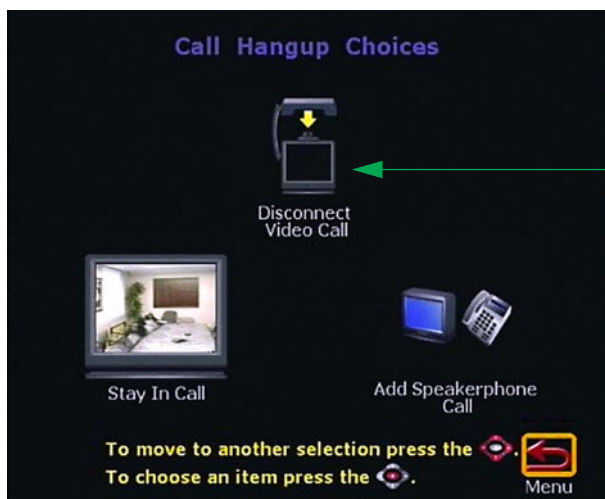 Call Hangup Choices
Disconnect
Video Call
Stay In Call
Add Speakerphone
Call
To move to another selection press the .
To choose an item press the .
Menu